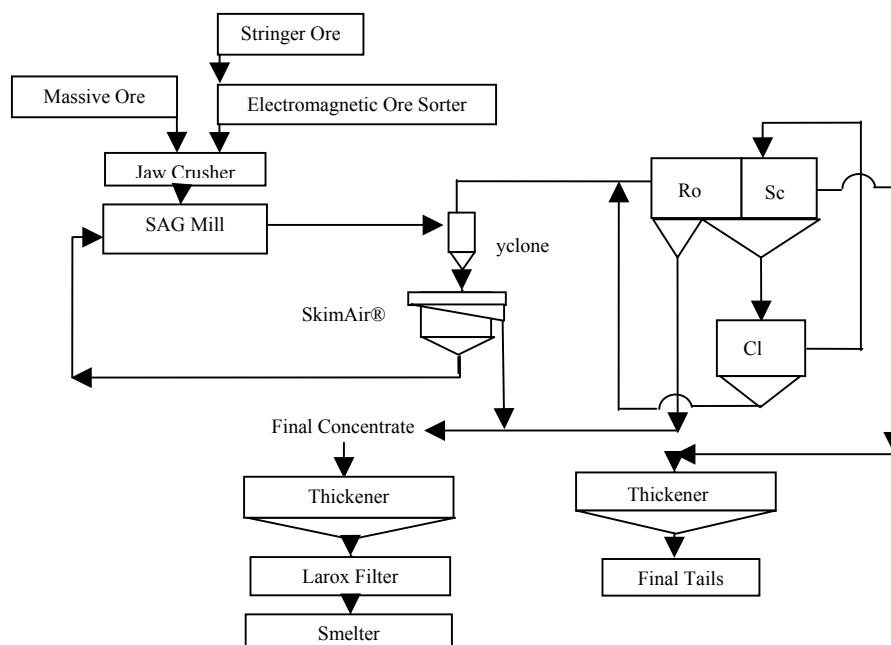 Stringer Ore
Massive Ore
Electromagnetic Ore Sorter
Jaw Crusher
Ro
Sc
SAG Mill
yclone
SkimAir®
Cl
Final Concentrate
Thickener
Thickener
Larox Filter
Final Tails
Smelter